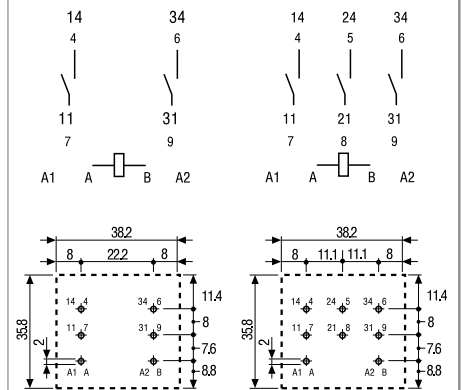 14 34 14 24 34
4 6 4 5 6
11 31 11 21 31
7 9 7 8 9
A1 A B A2 A1 A B A2
38.2 38.2
8 22.2 8 8 11.1 11.1 8
11.4 11.4
14 4 34 6 14 4 24 5 34 6
35.8 8 35.8 8
11 7 31 9 11 7 21 8 31 9
2 7.6 2 7.6
A1 A A2 B A1 A A2 B
8.8 8.8